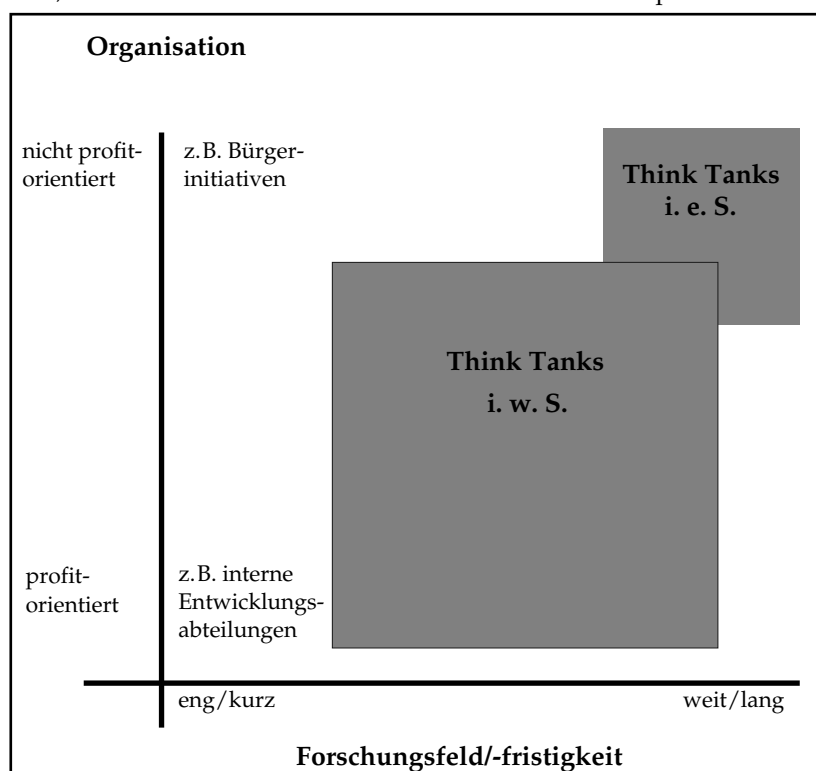 Organisation
nicht profit-
orientiert
z.B. Bürger-
initiativen
Think Tanks
i. e. S.
Think Tanks
i. w. S.
profit-
orientiert
z.B. interne
Entwicklungs-
abteilungen
eng/kurz
weit/lang
Forschungsfeld/-fristigkeit